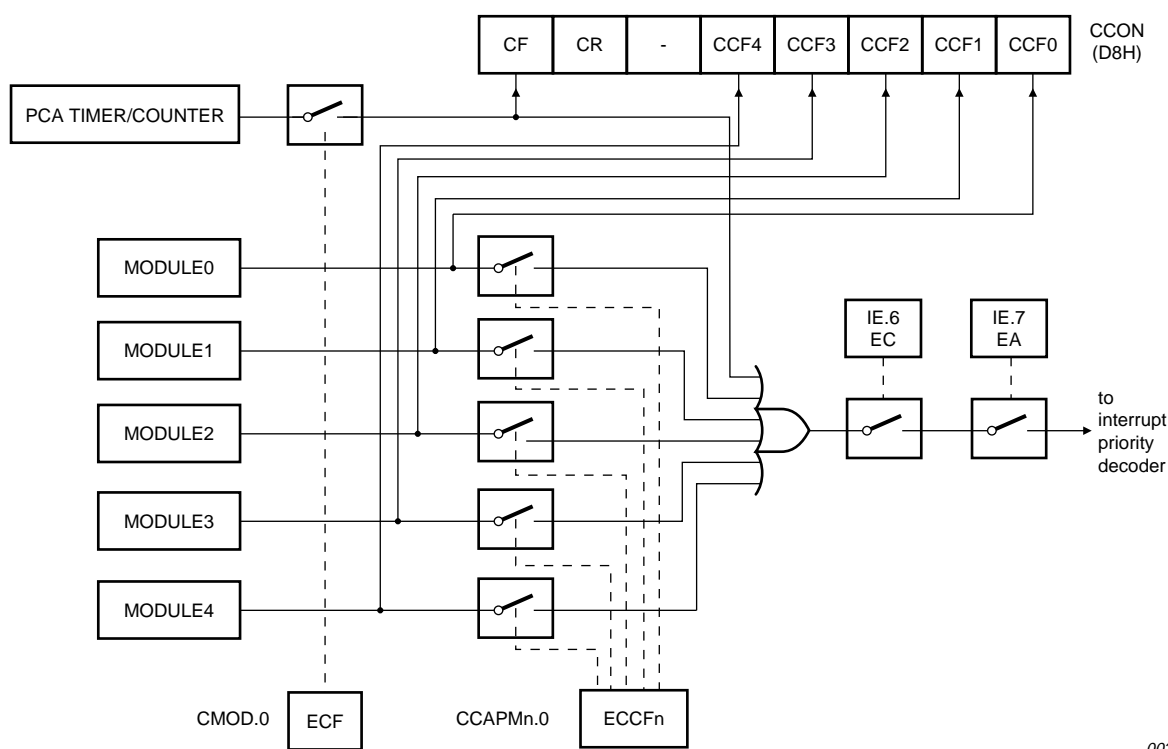 CF CR - CCF4 CCF3 CCF2 CCF1 CCF0
CCON
(D8H)
PCA TIMER/COUNTER
MODULE0
MODULE1
IE.6
EC
IE.7
EA
MODULE2
to
interrupt
priority
decoder
MODULE3
MODULE4
CMOD.0
ECF
CCAPMn.0
ECCFn